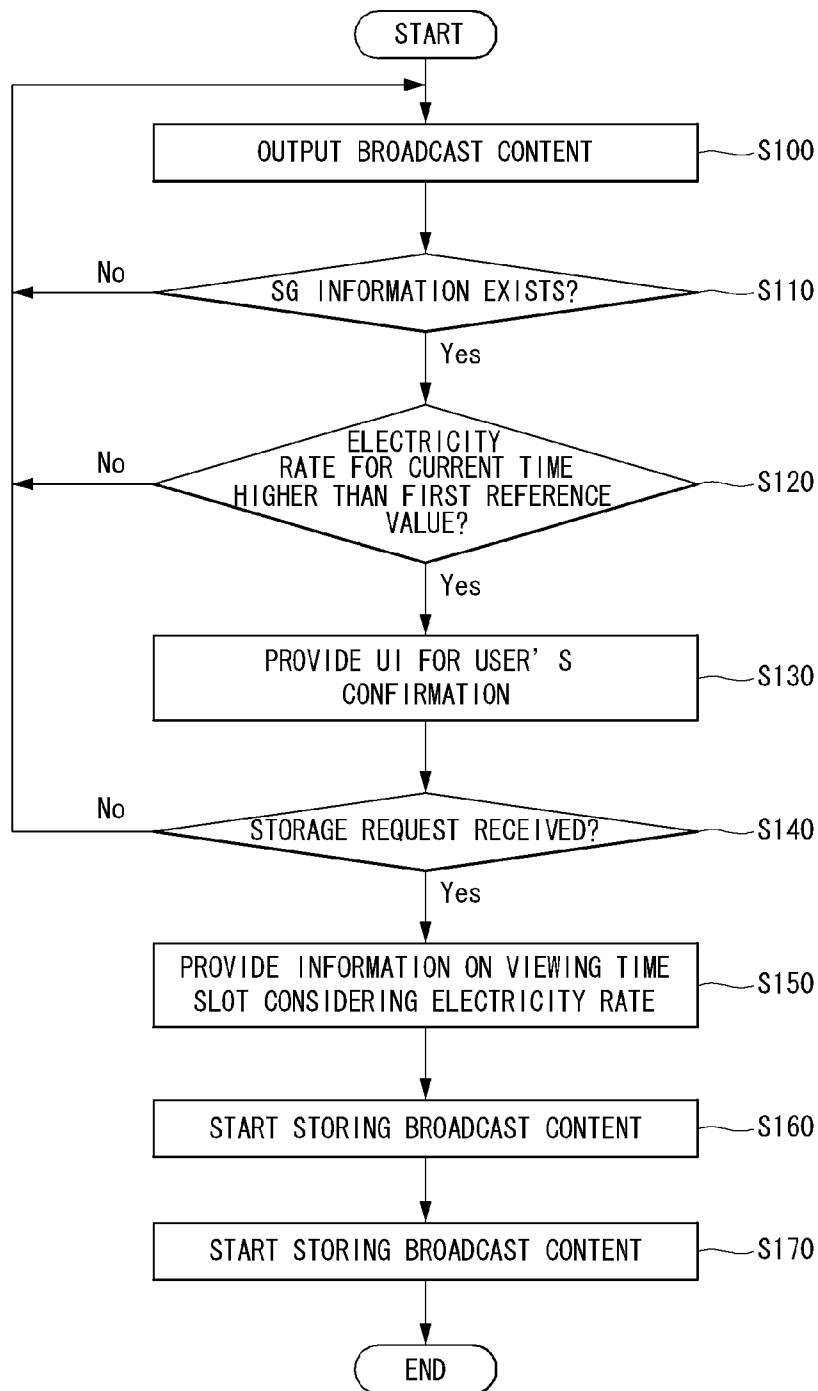 START
OUTPUT BROADCAST CONTENT
S100
No
SG INFORMATION EXISTS?
S110
Yes
No
ELECTRICITY
RATE FOR CURRENT TIME
HIGHER THAN FIRST REFERENCE
VALUE?
S120
Yes
PROVIDE UI FOR USER'S
CONFIRMATION
S130
No
STORAGE REQUEST RECEIVED?
S140
Yes
PROVIDE INFORMATION ON VIEWING TIME
SLOT CONSIDERING ELECTRICITY RATE
S150
START STORING BROADCAST CONTENT
S160
START STORING BROADCAST CONTENT
S170
END